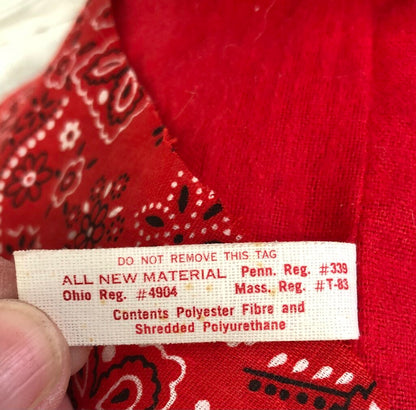 DO NOT REMOVE THIS TAG
ALL NEW MATERIAL Penn. Reg. #339
Ohio Reg. #4904 Mass. Reg. #T-83
Contents Polyester Fibre and
Shredded Polyurethane